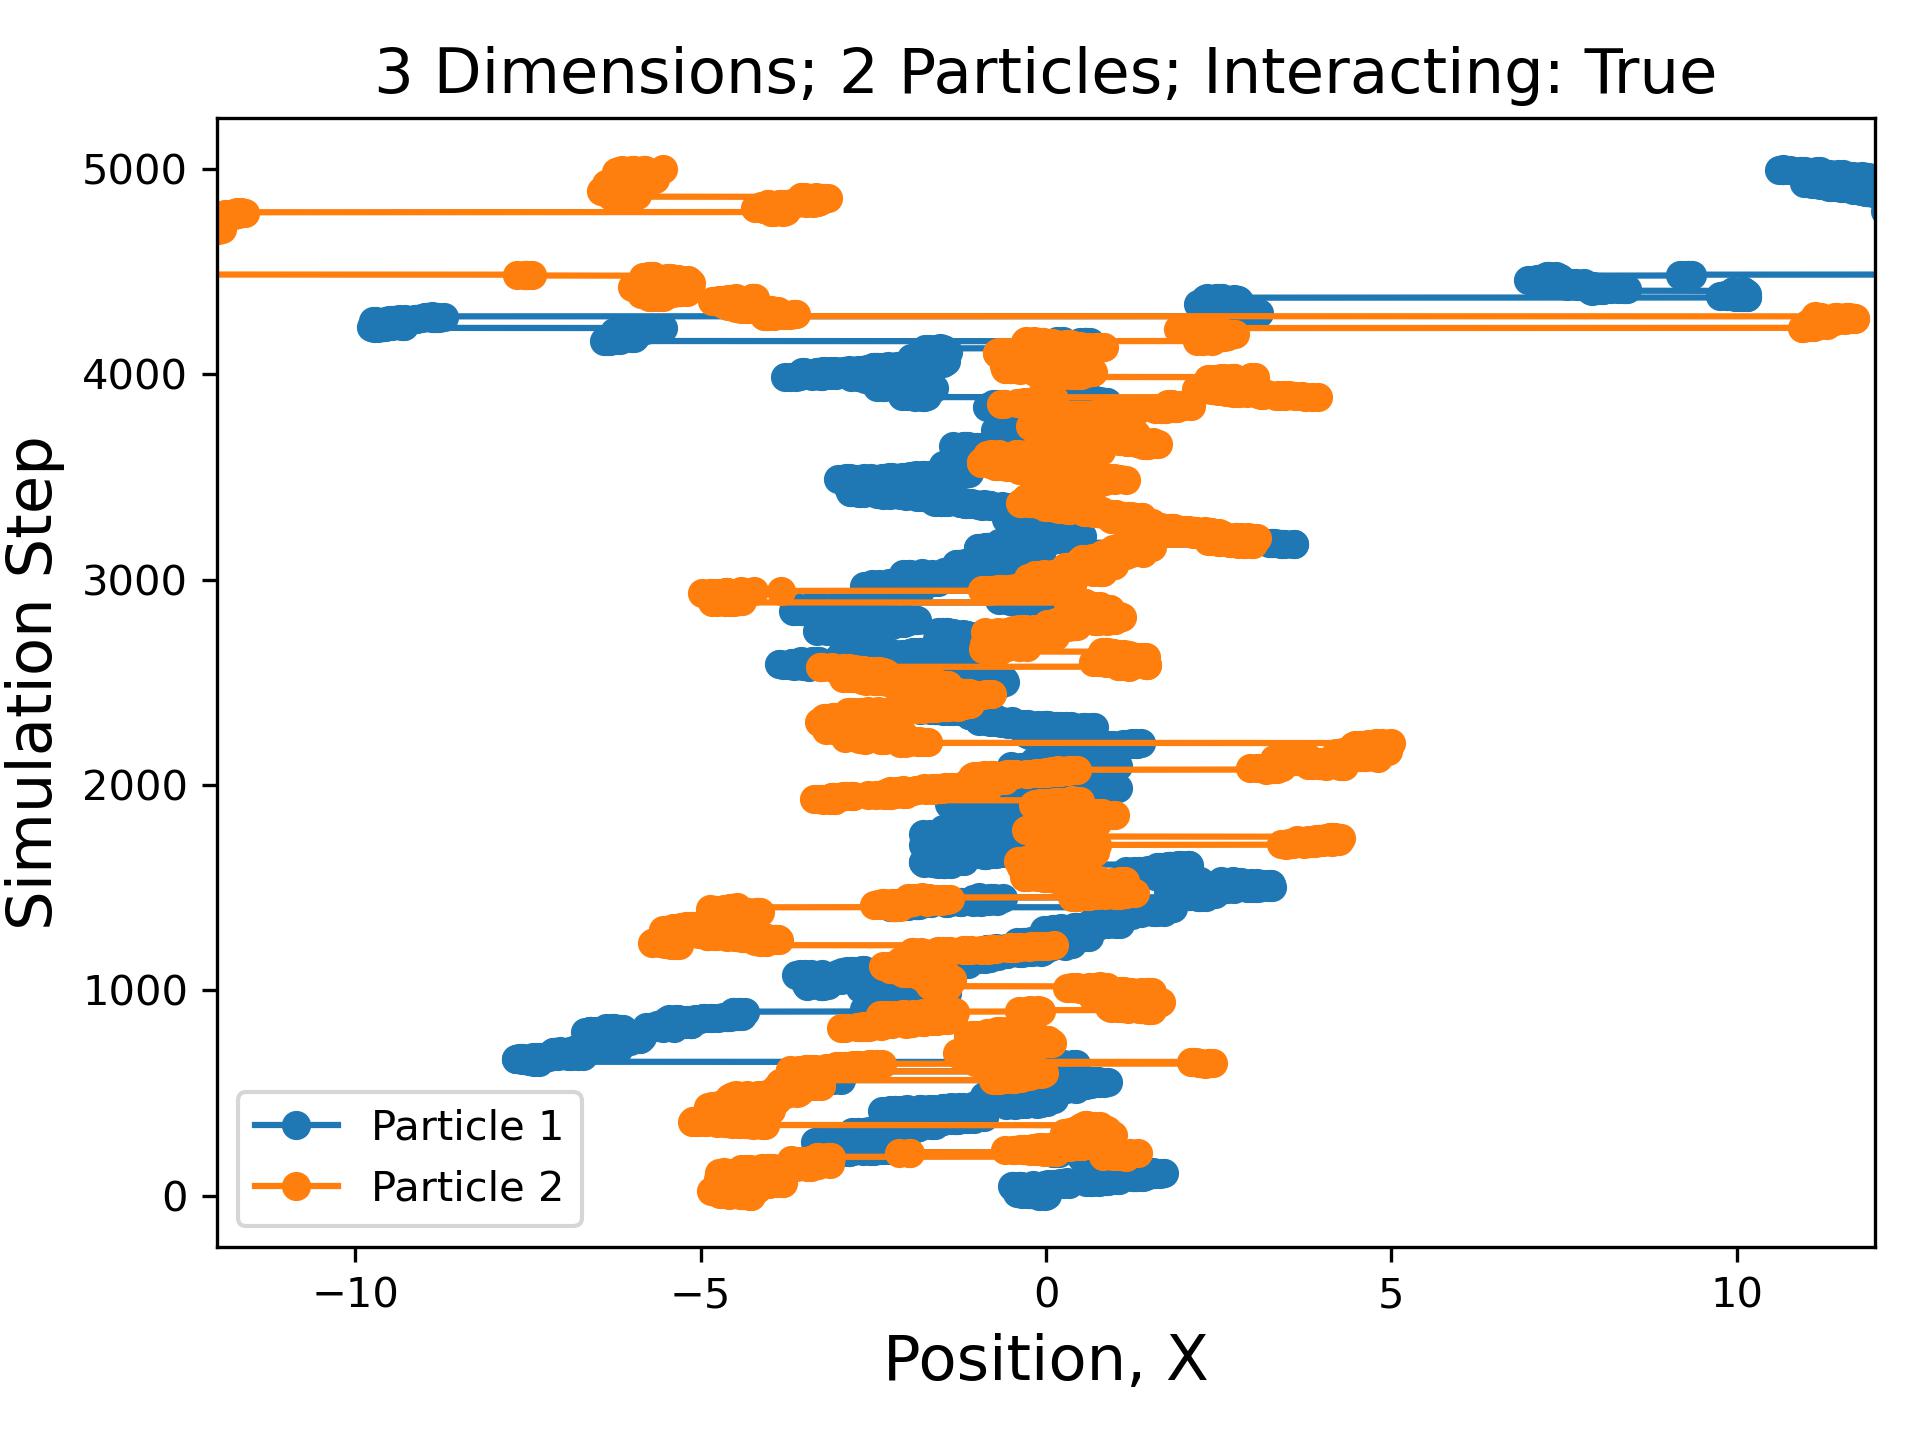 3 Dimensions; 2 Particles; Interacting: True
Simulation Step
5000
4000
3000
2000
1000
0
Particle 1
Particle 2
−10
−5
0
5
10
Position, X